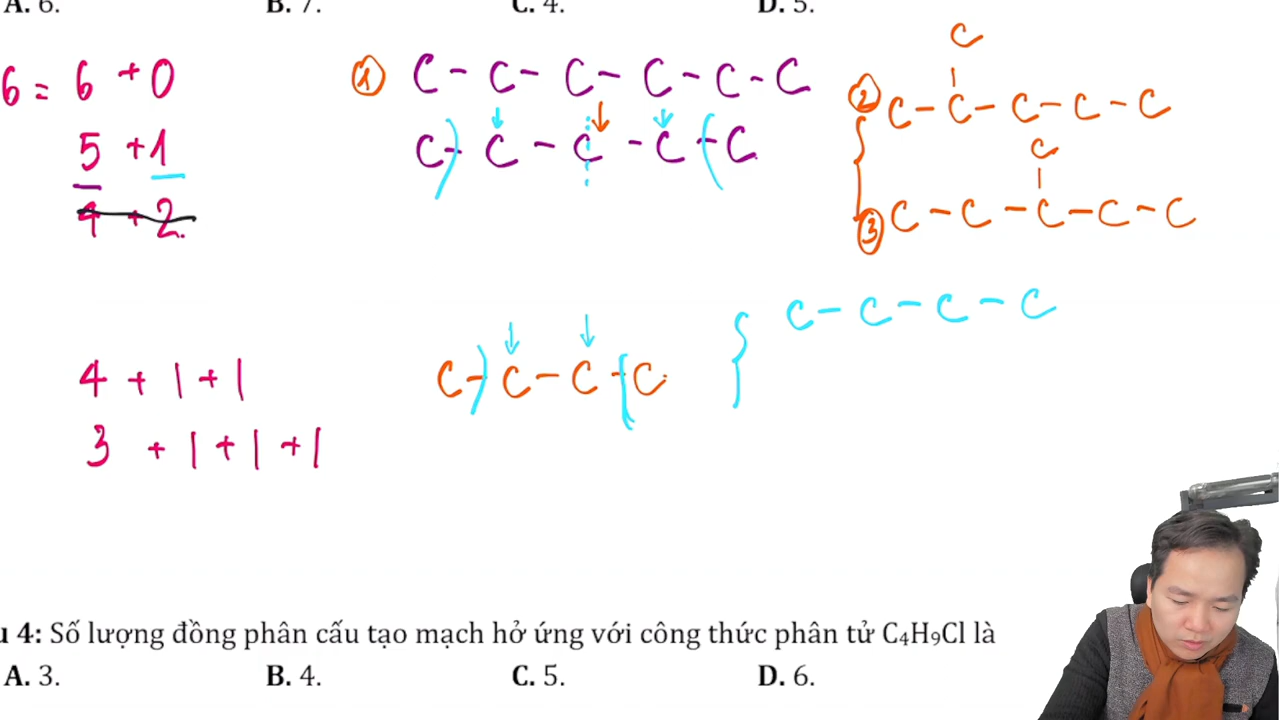 A. 6. B. 7. C. 4. D. 5.
6 = 6 + 0
5 + 1
4 + 2
4 + 1 + 1
3 + 1 + 1 + 1
① C - C - C - C - C - C
C - C - C - C - C
C
② C - C - C - C - C
C
③ C - C - C - C - C
C - C - C - C
C - C - C - C
u 4: Số lượng đồng phân cấu tạo mạch hở ứng với công thức phân tử C₄H₉Cl là
A. 3. B. 4. C. 5. D. 6.